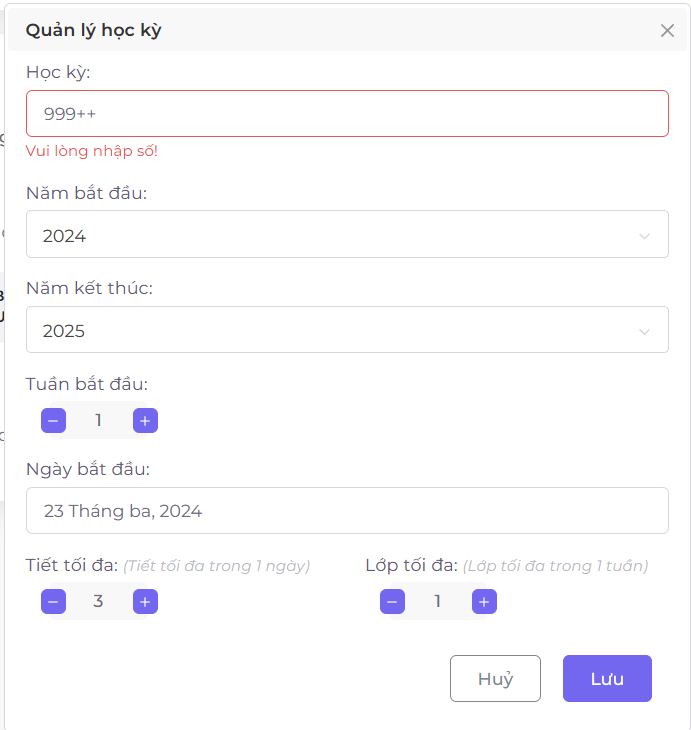 Quản lý học kỳ
Học kỳ:
999++
Vui lòng nhập số!
Năm bắt đầu:
2024
Năm kết thúc:
2025
Tuần bắt đầu:
1
Ngày bắt đầu:
23 Tháng ba, 2024
Tiết tối đa: (Tiết tối đa trong 1 ngày) Lớp tối đa: (Lớp tối đa trong 1 tuần)
3 1
Huỷ Lưu